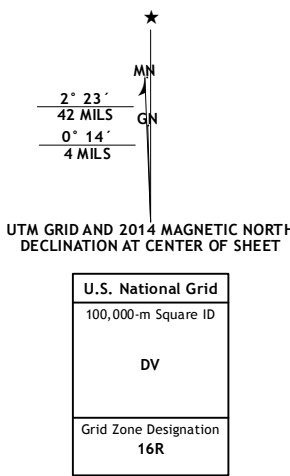 ★
MN
GN
2° 23´
42 MILS
0° 14´
4 MILS
UTM GRID AND 2014 MAGNETIC NORTH
DECLINATION AT CENTER OF SHEET
U.S. National Grid
100,000-m Square ID
DV
Grid Zone Designation
16R